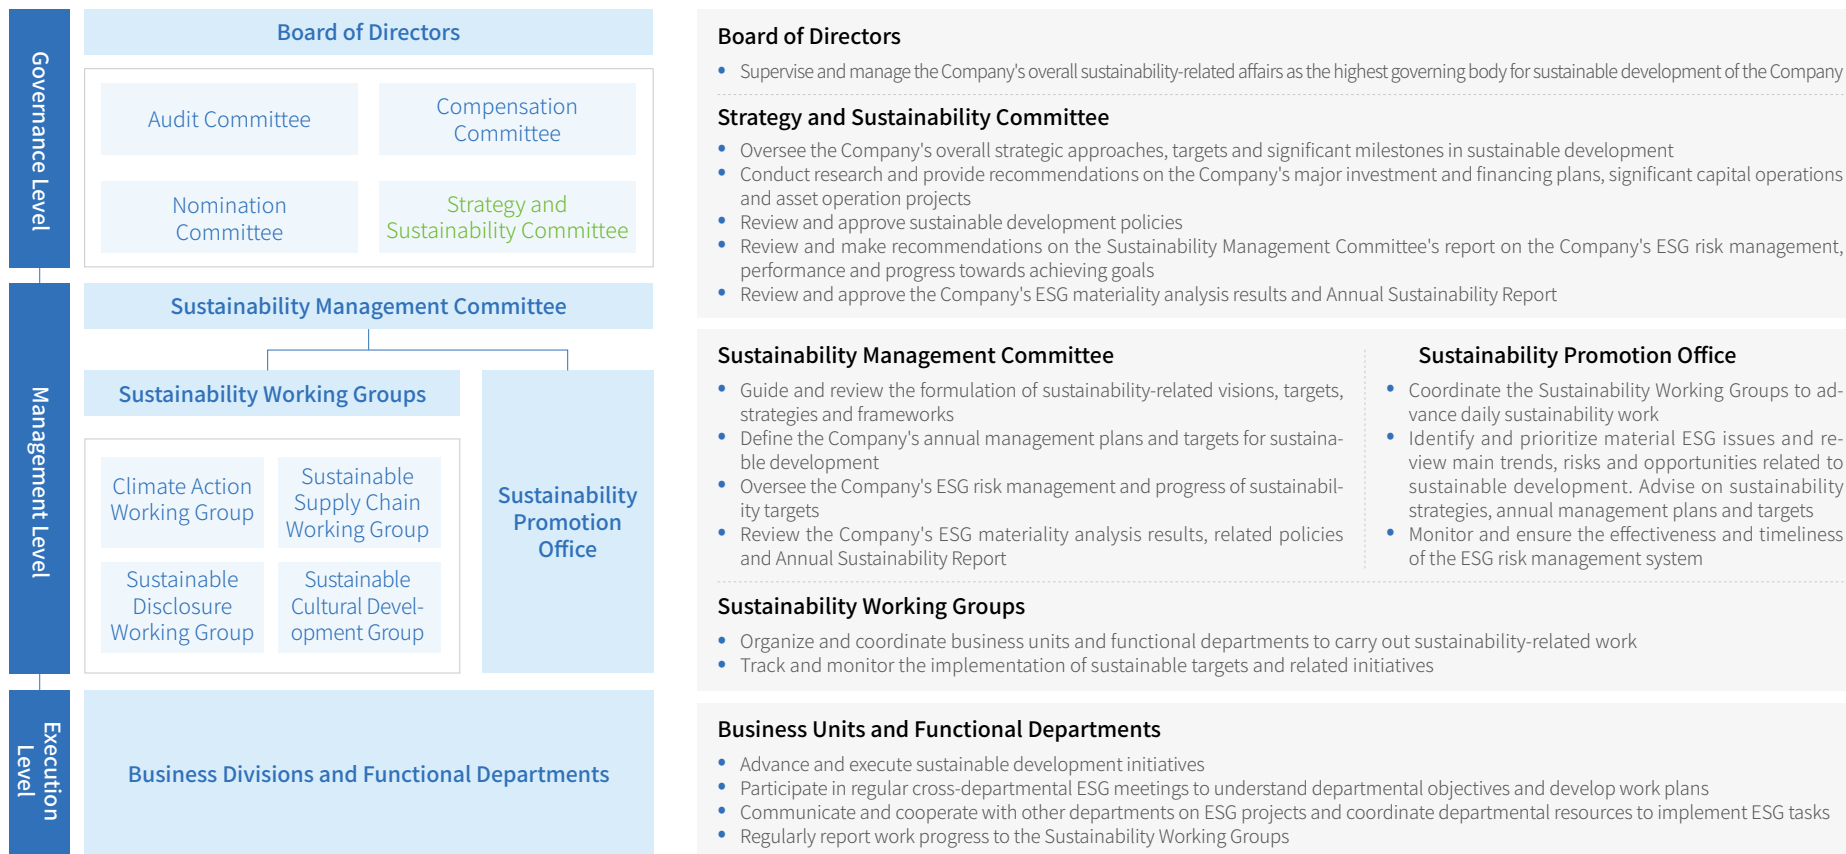 Governance Level
Board of Directors
Audit Committee
Compensation
Committee
Nomination
Committee
Strategy and
Sustainability Committee
Management Level
Sustainability Management Committee
Sustainability Working Groups
Climate Action
Working Group
Sustainable
Supply Chain
Working Group
Sustainable
Disclosure
Working Group
Sustainable
Cultural Devel-
opment Group
Sustainability
Promotion
Office
Execution
Level
Business Divisions and Functional Departments
Board of Directors
• Supervise and manage the Company's overall sustainability-related affairs as the highest governing body for sustainable development of the Company
Strategy and Sustainability Committee
• Oversee the Company's overall strategic approaches, targets and significant milestones in sustainable development
• Conduct research and provide recommendations on the Company's major investment and financing plans, significant capital operations
and asset operation projects
• Review and approve sustainable development policies
• Review and make recommendations on the Sustainability Management Committee's report on the Company's ESG risk management,
performance and progress towards achieving goals
• Review and approve the Company's ESG materiality analysis results and Annual Sustainability Report
Sustainability Management Committee
• Guide and review the formulation of sustainability-related visions, targets,
strategies and frameworks
• Define the Company's annual management plans and targets for sustaina-
ble development
• Oversee the Company's ESG risk management and progress of sustainabil-
ity targets
• Review the Company's ESG materiality analysis results, related policies
and Annual Sustainability Report
Sustainability Promotion Office
• Coordinate the Sustainability Working Groups to ad-
vance daily sustainability work
• Identify and prioritize material ESG issues and re-
view main trends, risks and opportunities related to
sustainable development. Advise on sustainability
strategies, annual management plans and targets
• Monitor and ensure the effectiveness and timeliness
of the ESG risk management system
Sustainability Working Groups
• Organize and coordinate business units and functional departments to carry out sustainability-related work
• Track and monitor the implementation of sustainable targets and related initiatives
Business Units and Functional Departments
• Advance and execute sustainable development initiatives
• Participate in regular cross-departmental ESG meetings to understand departmental objectives and develop work plans
• Communicate and cooperate with other departments on ESG projects and coordinate departmental resources to implement ESG tasks
• Regularly report work progress to the Sustainability Working Groups